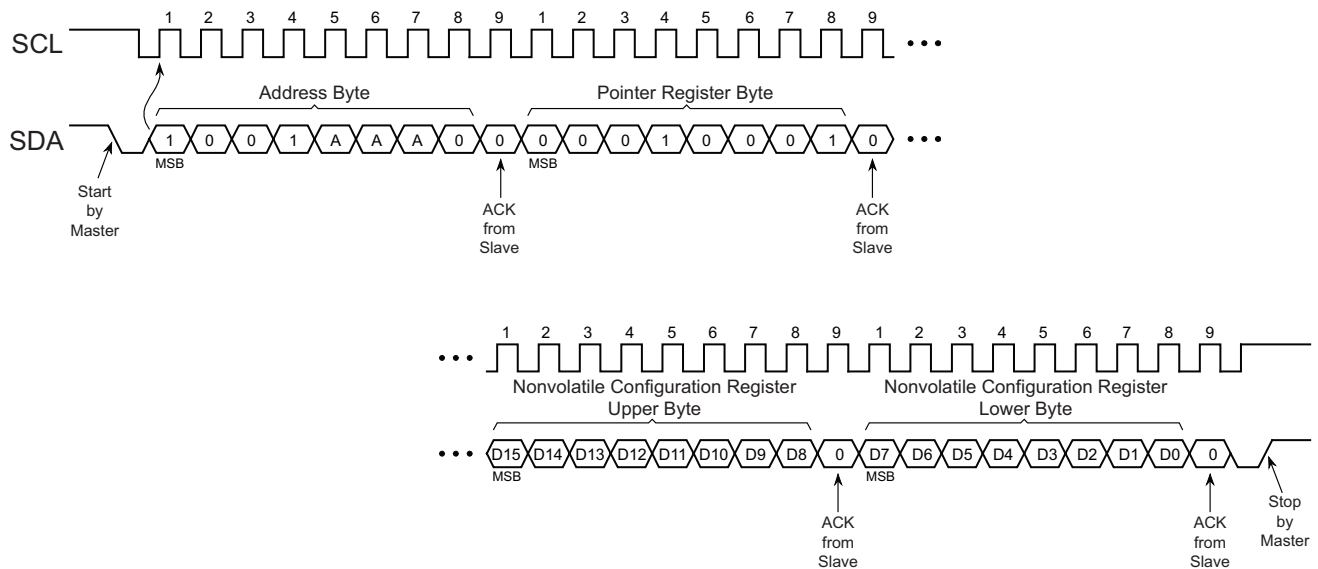 1 2 3 4 5 6 7 8 9 1 2 3 4 5 6 7 8 9
SCL
Address Byte Pointer Register Byte
SDA 1 0 0 1 A A A 0 0 0 0 0 1 0 0 0 1 0
MSB MSB
Start
by
Master
ACK
from
Slave
ACK
from
Slave
1 2 3 4 5 6 7 8 9 1 2 3 4 5 6 7 8 9
Nonvolatile Configuration Register
Upper Byte
Nonvolatile Configuration Register
Lower Byte
D15 D14 D13 D12 D11 D10 D9 D8 0 D7 D6 D5 D4 D3 D2 D1 D0 0
MSB MSB
ACK
from
Slave
ACK
from
Slave
Stop
by
Master